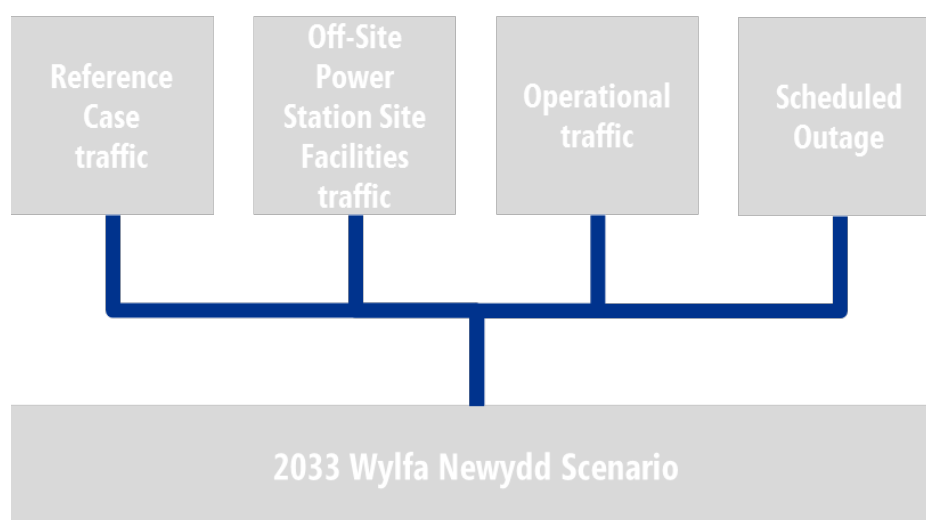 Reference
Case
traffic
Off-Site
Power
Station Site
Facilities
traffic
Operational
traffic
Scheduled
Outage
2033 Wylfa Newydd Scenario